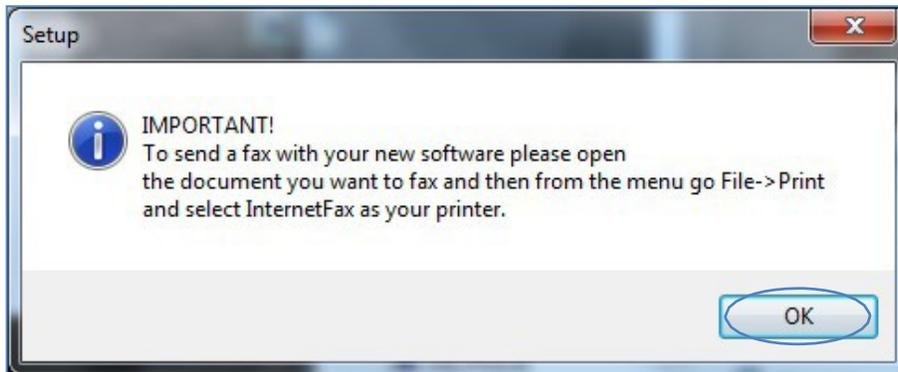 Setup
IMPORTANT!
To send a fax with your new software please open
the document you want to fax and then from the menu go File->Print
and select InternetFax as your printer.
OK